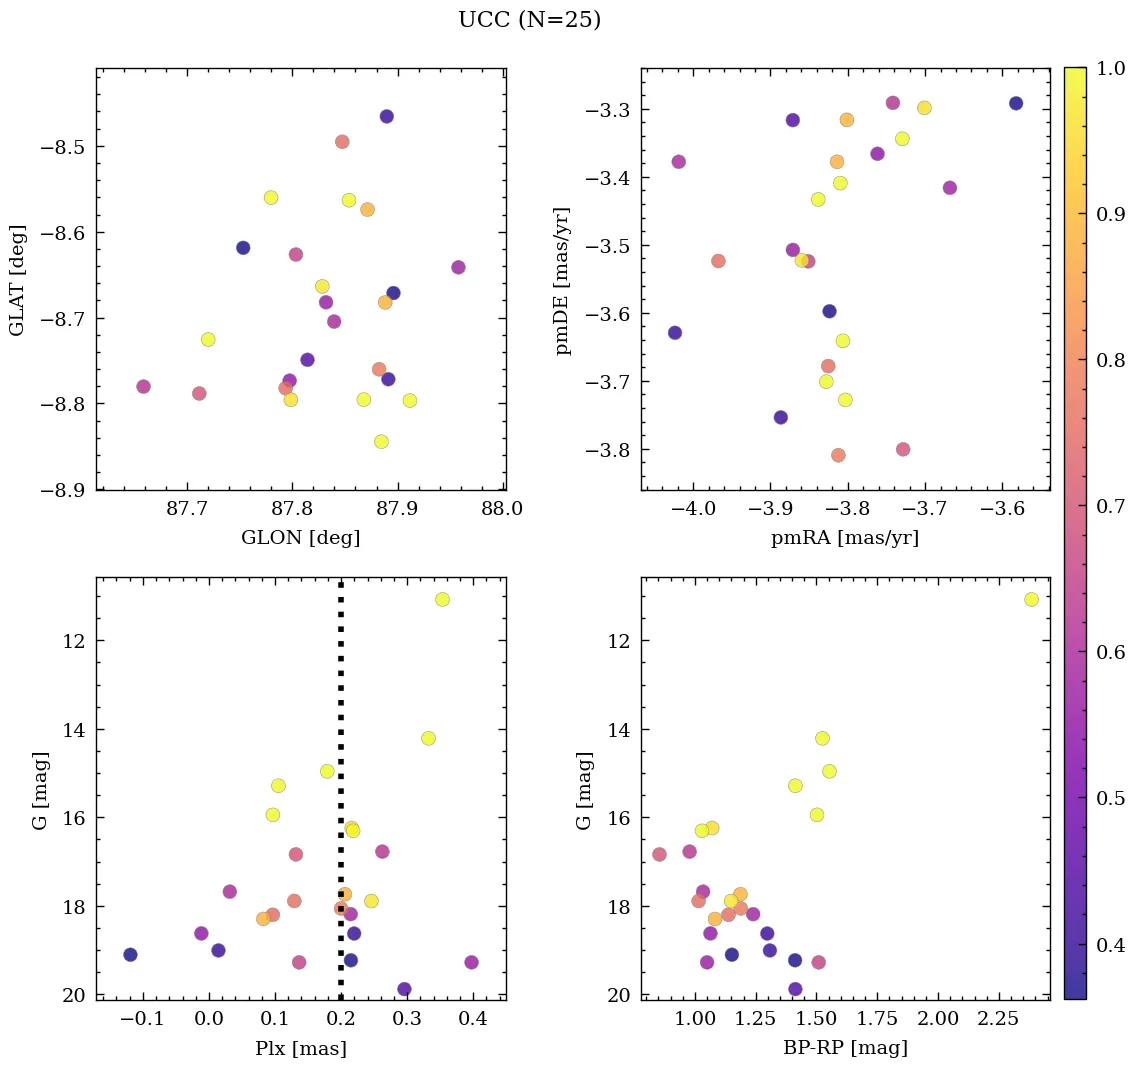 UCC (N=25)
−8.5
−8.6
−8.7
−8.8
−8.9
GLAT [deg]
87.7 87.8 87.9 88.0
GLON [deg]
−3.3
−3.4
−3.5
−3.6
−3.7
−3.8
pmDE [mas/yr]
−4.0 −3.9 −3.8 −3.7 −3.6
pmRA [mas/yr]
12
14
16
18
20
G [mag]
−0.1 0.0 0.1 0.2 0.3 0.4
Plx [mas]
12
14
16
18
20
G [mag]
1.00 1.25 1.50 1.75 2.00 2.25
BP-RP [mag]
1.0
0.9
0.8
0.7
0.6
0.5
0.4